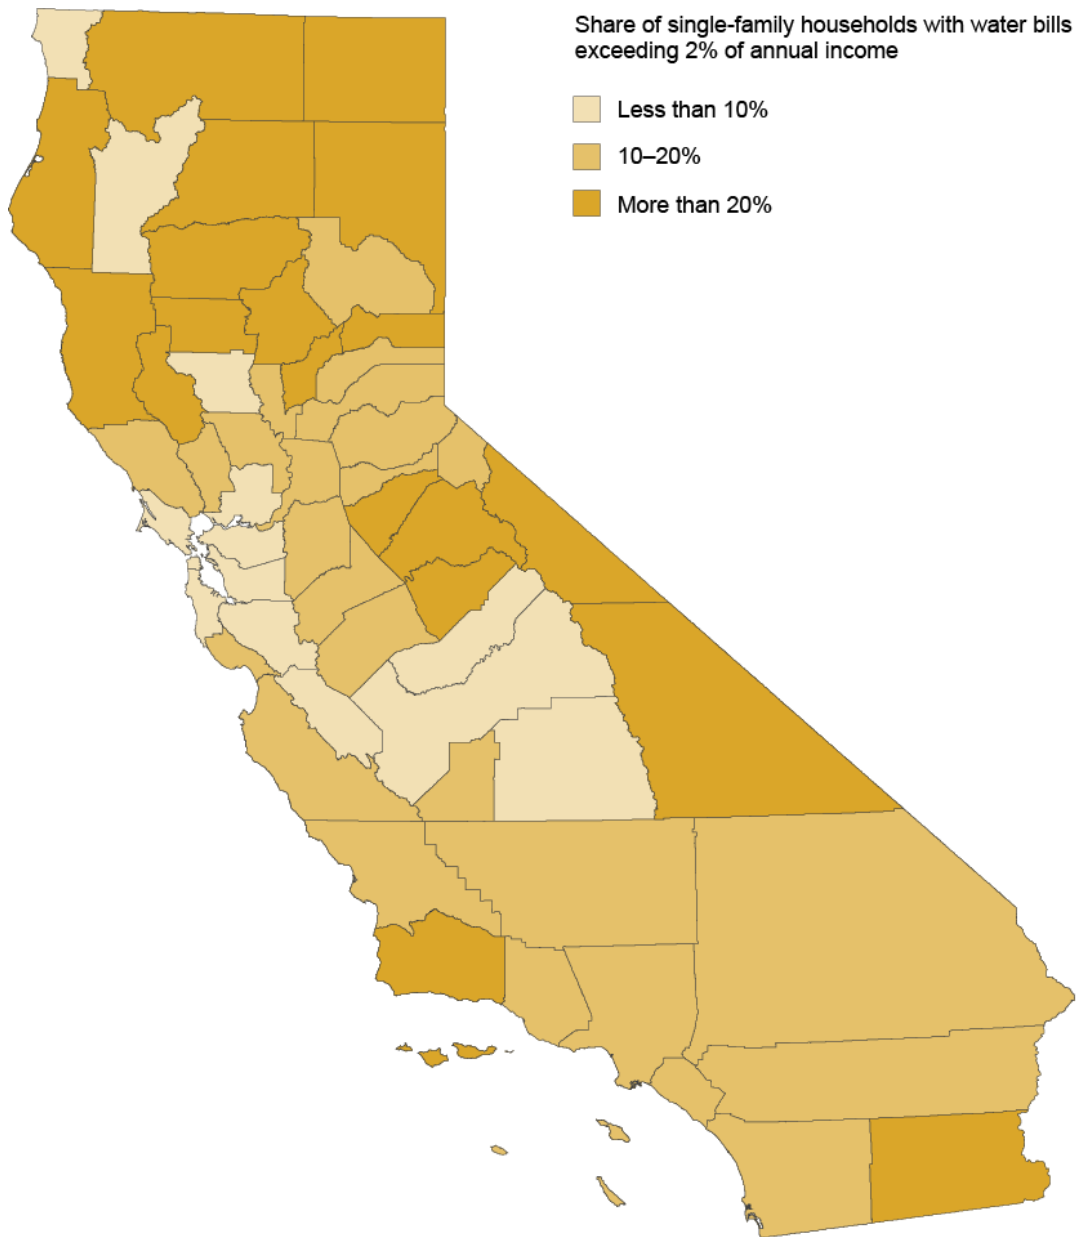 Share of single-family households with water bills
exceeding 2% of annual income
Less than 10%
10–20%
More than 20%